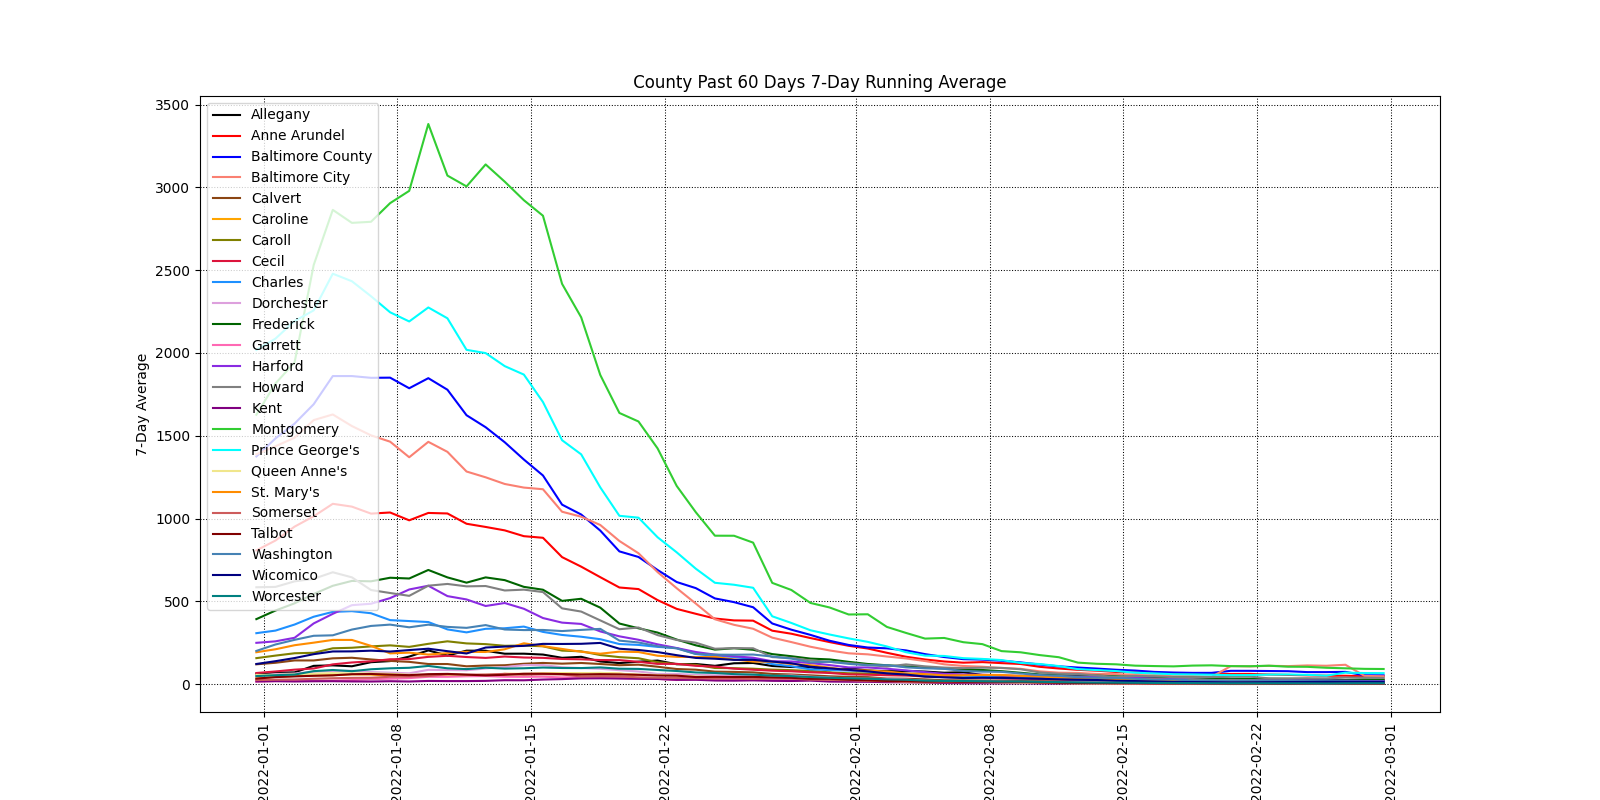 County Past 60 Days 7-Day Running Average
7-Day Average
3500
3000
2500
2000
1500
1000
500
0
Allegany
Anne Arundel
Baltimore County
Baltimore City
Calvert
Caroline
Caroll
Cecil
Charles
Dorchester
Frederick
Garrett
Harford
Howard
Kent
Montgomery
Prince George's
Queen Anne's
St. Mary's
Somerset
Talbot
Washington
Wicomico
Worcester
2022-01-01
2022-01-08
2022-01-15
2022-01-22
2022-02-01
2022-02-08
2022-02-15
2022-02-22
2022-03-01